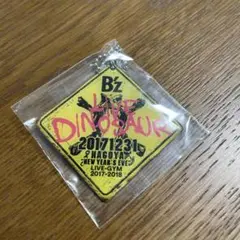 B'z
LIVE
DINOSAUR
20171231
@ NAGOYA
NEW YEAR'S EVE
LIVE-GYM
2017-2018